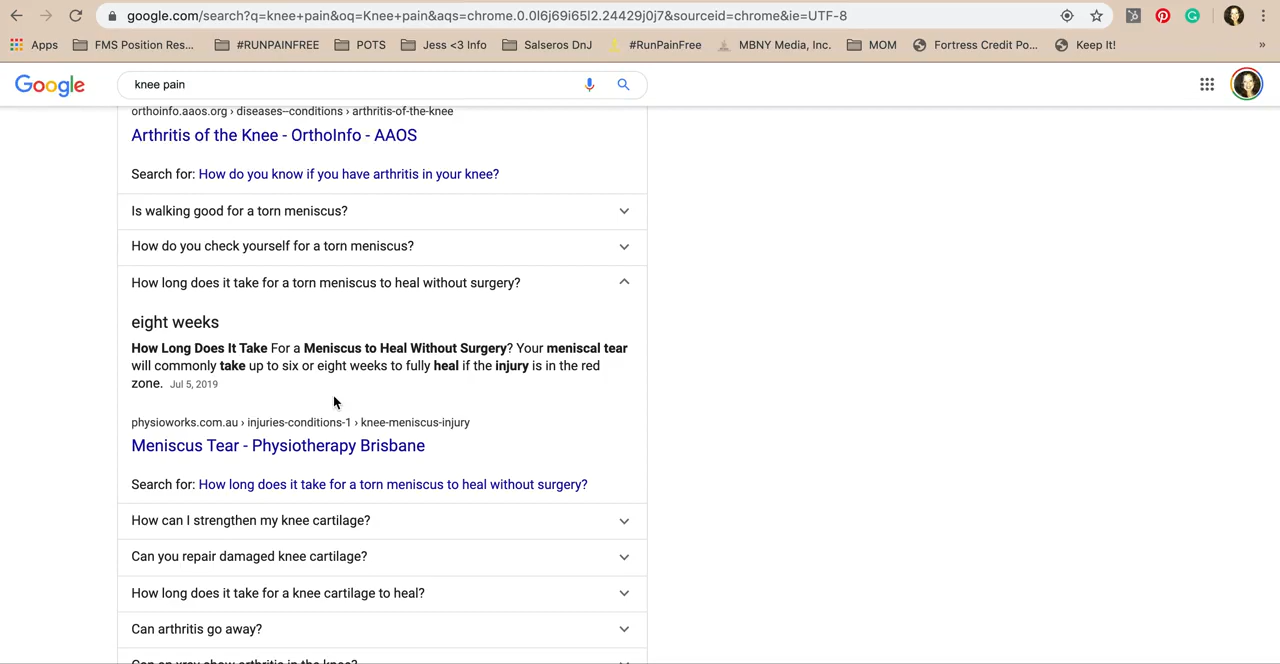 google.com/search?q=knee+pain&oq=Knee+pain&aqs=chrome.0.0l6j69i65l2.24429j0j7&sourceid=chrome&ie=UTF-8
Apps FMS Position Res... #RUNPAINFREE POTS Jess <3 Info Salseros DnJ #RunPainFree MBNY Media, Inc. MOM Fortress Credit Po... Keep It! »
Google knee pain
orthoinfo.aaos.org › diseases--conditions › arthritis-of-the-knee
Arthritis of the Knee - OrthoInfo - AAOS
Search for: How do you know if you have arthritis in your knee?
Is walking good for a torn meniscus?
How do you check yourself for a torn meniscus?
How long does it take for a torn meniscus to heal without surgery?
eight weeks
How Long Does It Take For a Meniscus to Heal Without Surgery? Your meniscal tear
will commonly take up to six or eight weeks to fully heal if the injury is in the red
zone. Jul 5, 2019
physioworks.com.au › injuries-conditions-1 › knee-meniscus-injury
Meniscus Tear - Physiotherapy Brisbane
Search for: How long does it take for a torn meniscus to heal without surgery?
How can I strengthen my knee cartilage?
Can you repair damaged knee cartilage?
How long does it take for a knee cartilage to heal?
Can arthritis go away?
Can an xray show arthritis in the knee?